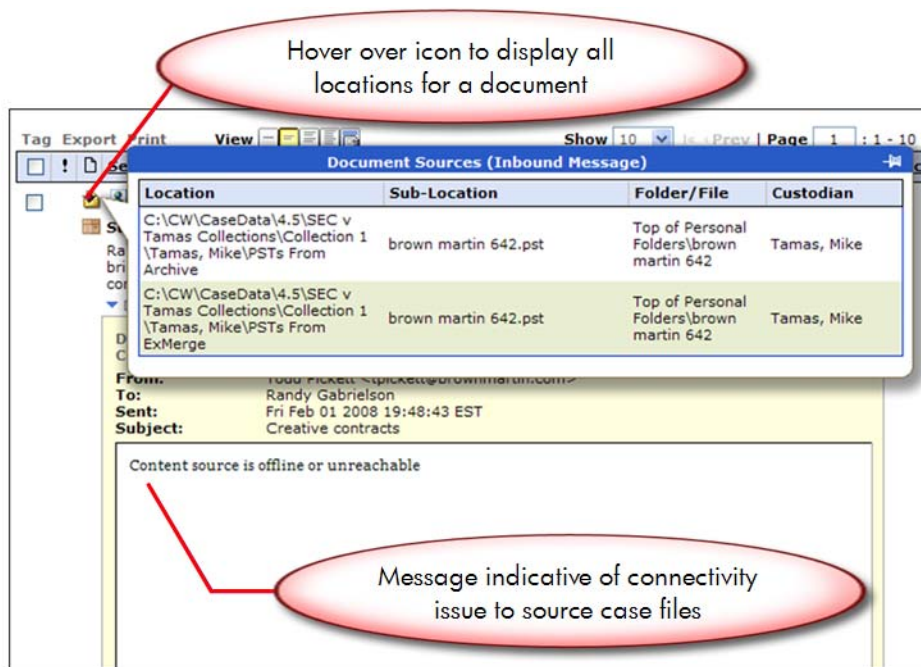 Hover over icon to display all
locations for a document
Tag Export Print View Show 10 Prev | Page 1 : 1 - 10
Document Sources (Inbound Message)
!
Location Sub-Location Folder/File Custodian
C:\CW\CaseData\4.5\SEC v
Tamas Collections\Collection 1
\Tamas, Mike\PSTs From
Archive
brown martin 642.pst
Top of Personal
Folders\brown
martin 642
Tamas, Mike
C:\CW\CaseData\4.5\SEC v
Tamas Collections\Collection 1
\Tamas, Mike\PSTs From
ExMerge
brown martin 642.pst
Top of Personal
Folders\brown
martin 642
Tamas, Mike
From: Todd Pickett <tpickett@brownmartin.com>
To: Randy Gabrielson
Sent: Fri Feb 01 2008 19:48:43 EST
Subject: Creative contracts
Content source is offline or unreachable
Message indicative of connectivity
issue to source case files